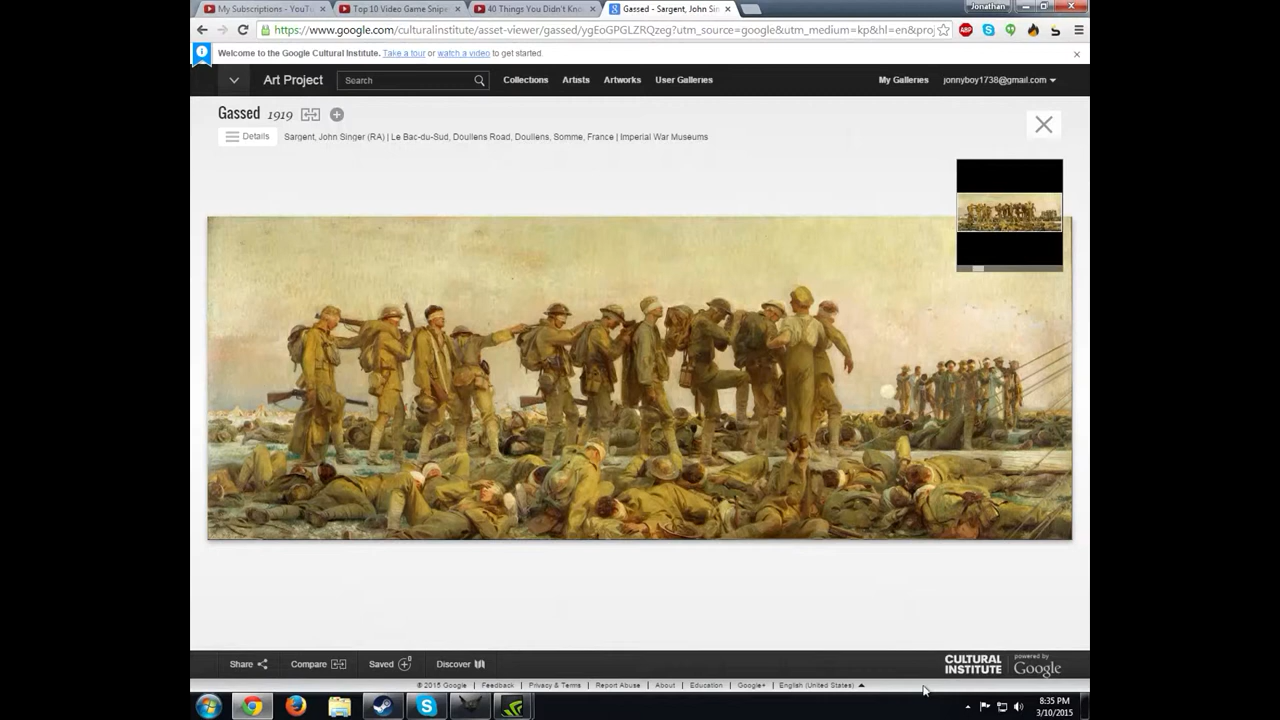 Jonathan
My Subscriptions - YouTu
Top 10 Video Game Snipe
40 Things You Didn't Kno
Gassed - Sargent, John Sin
https://www.google.com/culturalinstitute/asset-viewer/gassed/ygEoGPGLZRQzeg?utm_source=google&utm_medium=kp&hl=en&proj
Welcome to the Google Cultural Institute. Take a tour or watch a video to get started.
Art Project
Search
Collections
Artists
Artworks
User Galleries
My Galleries
jonnyboy1738@gmail.com
Gassed 1919
Details
Sargent, John Singer (RA) | Le Bac-du-Sud, Doullens Road, Doullens, Somme, France | Imperial War Museums
Share
Compare
Saved
Discover
CULTURAL INSTITUTE
powered by Google
© 2015 Google | Feedback | Privacy & Terms | Report Abuse | About | Education | Google+ | English (United States)
8:35 PM
3/10/2015